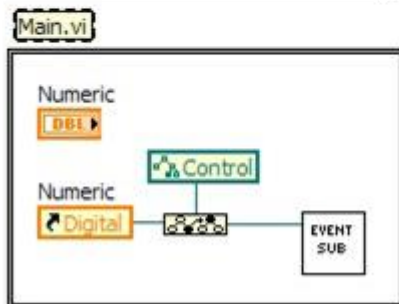 Main.vi
Numeric
DBL
Control
Numeric
Digital
EVENT
SUB